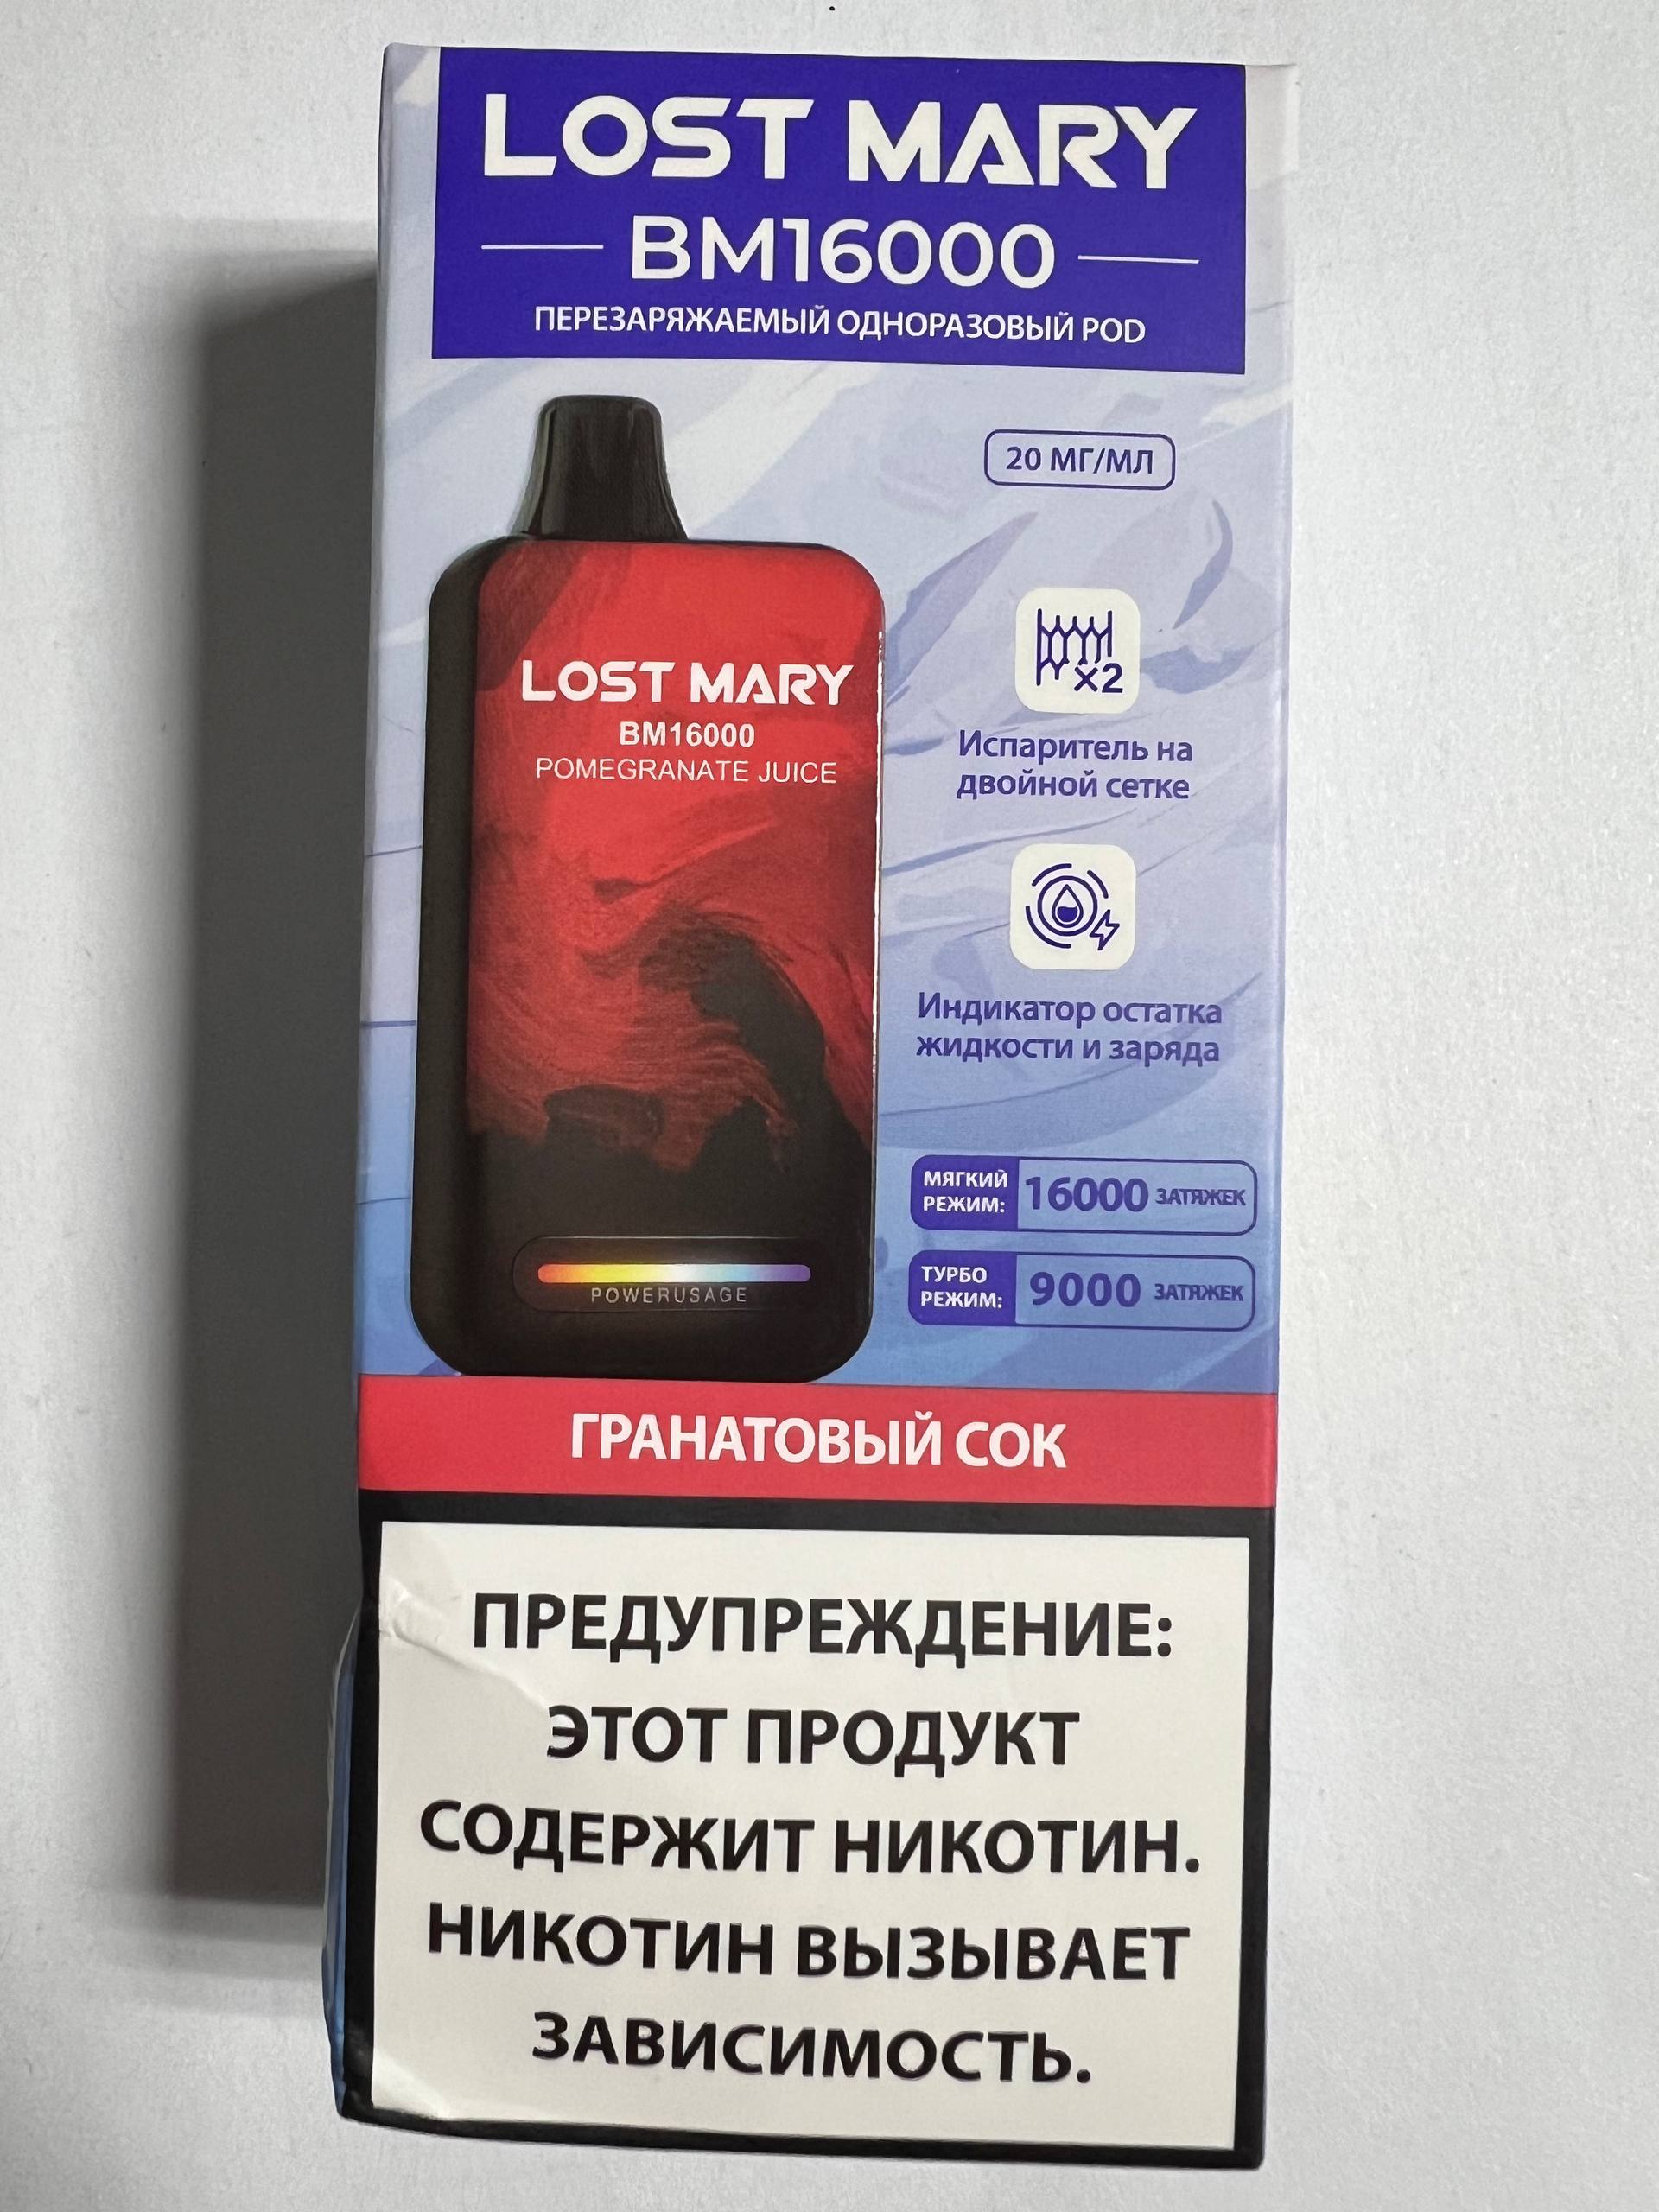 LOST MARY
BM16000
ПЕРЕЗАРЯЖАЕМЫЙ ОДНОРАЗОВЫЙ POD
20 МГ/МЛ
LOST MARY
BM16000
POMEGRANATE JUICE
x2
Испаритель на
двойной сетке
Индикатор остатка
жидкости и заряда
МЯГКИЙ
РЕЖИМ:
16000 ЗАТЯЖЕК
ТУРБО
РЕЖИМ:
9000 ЗАТЯЖЕК
POWERUSAGE
ГРАНАТОВЫЙ СОК
ПРЕДУПРЕЖДЕНИЕ:
ЭТОТ ПРОДУКТ
СОДЕРЖИТ НИКОТИН.
НИКОТИН ВЫЗЫВАЕТ
ЗАВИСИМОСТЬ.